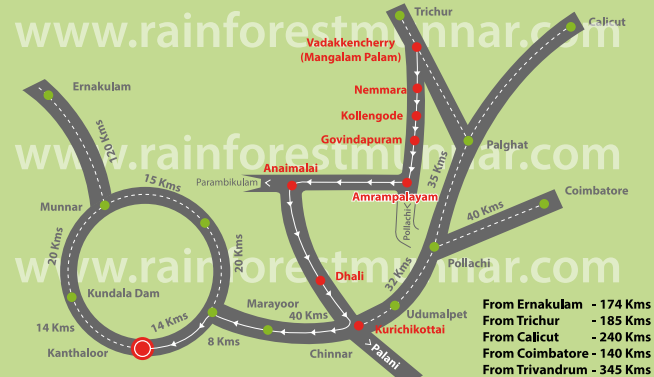 www.rainforestmunnar.com
Trichur
Calicut
Vadakkencherry
(Mangalam Palam)
Ernakulam
Nemmara
Kollengode
120 Kms
Govindapuram
Palghat
www.rainforestmunnar.com
Anaimalai
15 Kms
Parambikulam
<
35 Kms
Coimbatore
Amrampalayam
Munnar
Pollachi <
40 Kms
20 Kms
20 Kms
Pollachi
www.rainforestmunnar.com
Dhali
32 Kms
Kundala Dam
Marayoor
Udumalpet
From Ernakulam - 174 Kms
14 Kms
14 Kms
40 Kms
Kurichikottai
From Trichur - 185 Kms
8 Kms
From Calicut - 240 Kms
Kanthaloor
Chinnar
>Palani
From Coimbatore - 140 Kms
From Trivandrum - 345 Kms